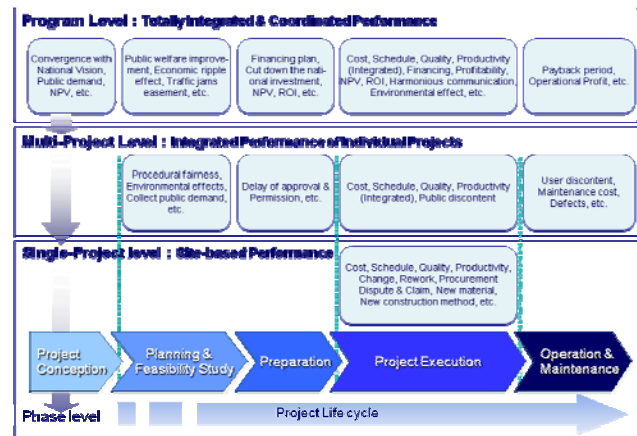 Program Level : Totally Integrated & Coordinated Performance
Convergence with
National Vision,
Public demand,
NPV, etc.
Public welfare improve-
ment, Economic ripple
effect, Traffic jams
easement, etc.
Financing plan,
Cut down the nati
onal investment,
NPV, ROI, etc.
Cost, Schedule, Quality, Productivity
(Integrated), Financing, Profitability,
NPV, ROI, Harmonious communication,
Environmental effect, etc.
Payback period,
Operational Profit, etc.
Multi-Project Level : Integrated Performance of Individual Projects
Procedural fairness,
Environmental effects,
Collect public demand,
etc.
Delay of approval &
Permission, etc.
Cost, Schedule, Quality, Productivity
(Integrated), Public discontent
User discontent,
Maintenance cost,
Defects, etc.
Single-Project level : Site-based Performance
Cost, Schedule, Quality, Productivity,
Change, Rework, Procurement
Dispute & Claim, New material,
New construction method, etc.
Project
Conception
Planning &
Feasibility Study
Preparation
Project Execution
Operation &
Maintenance
Phase level
Project Life cycle